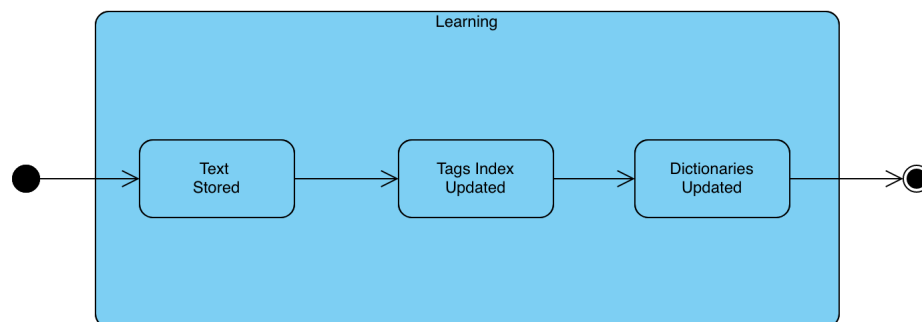 Learning
Text
Stored
Tags Index
Updated
Dictionaries
Updated